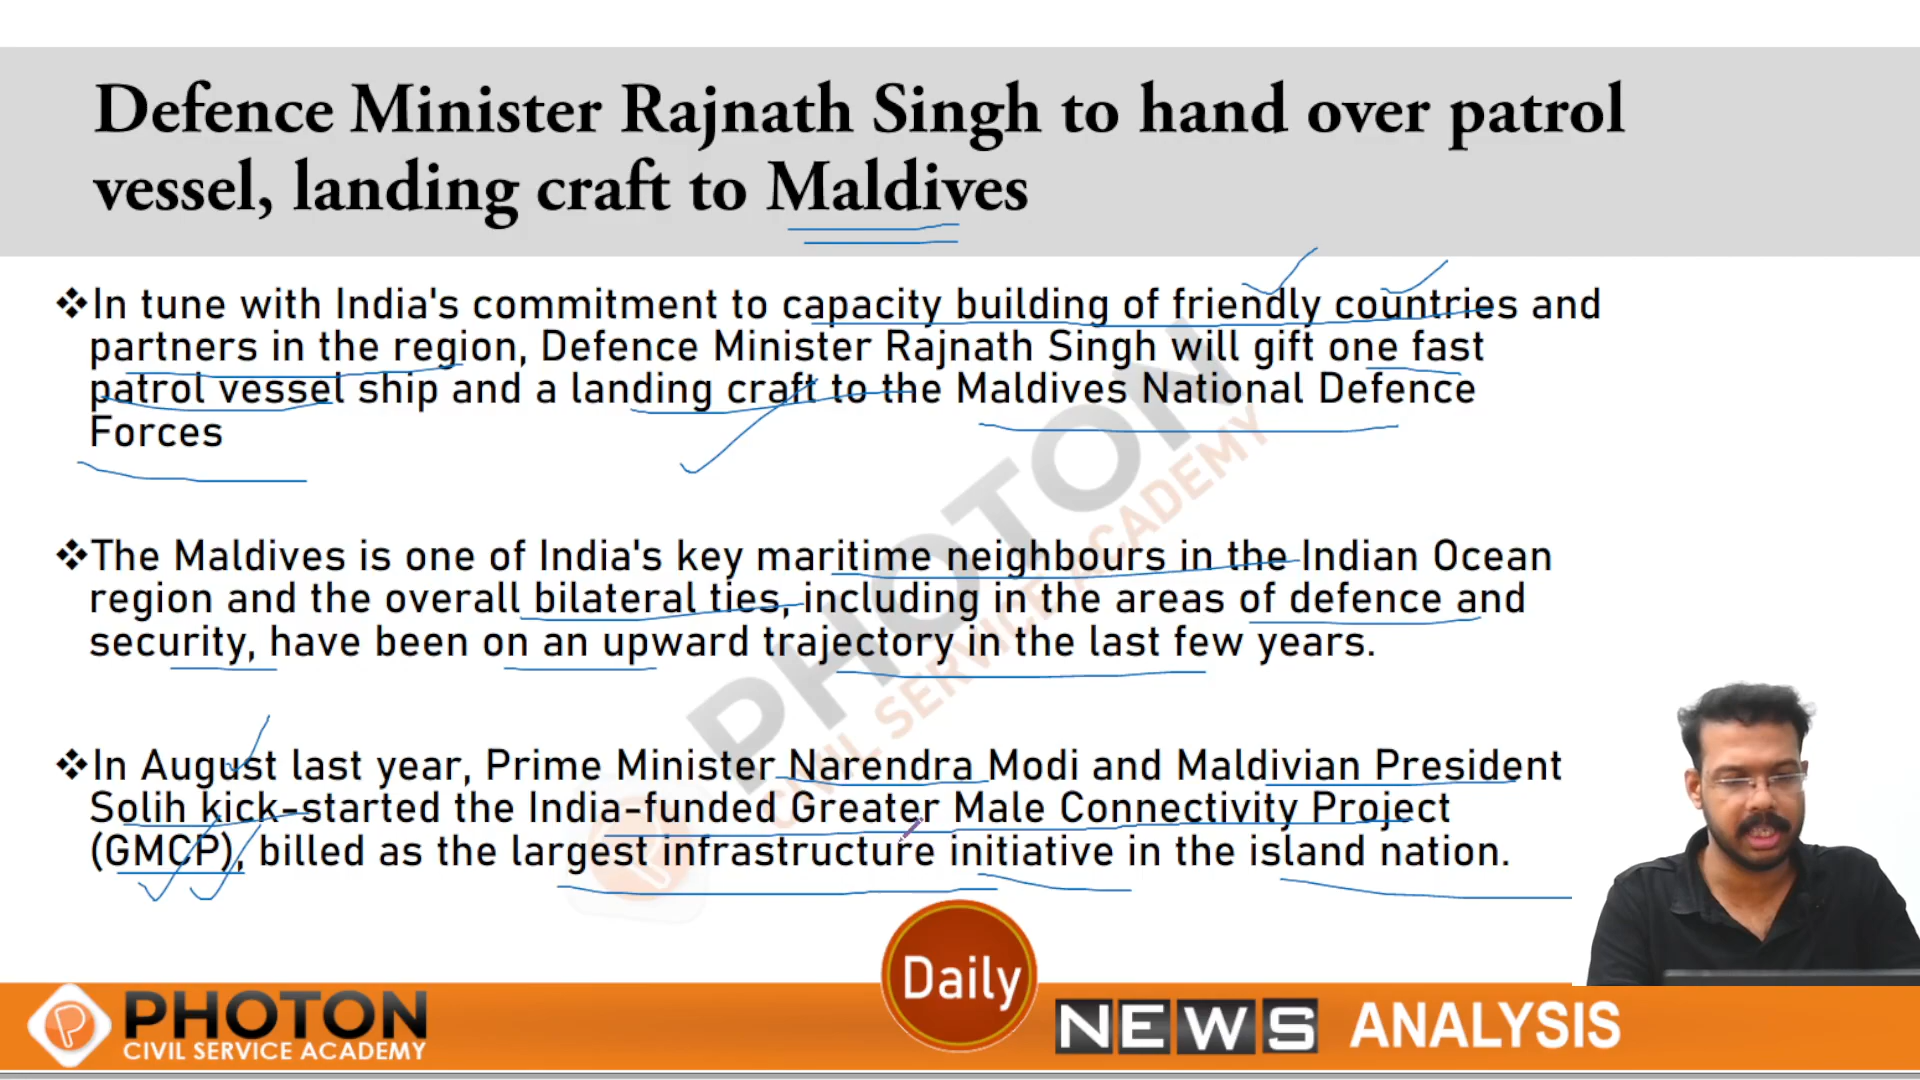 Defence Minister Rajnath Singh to hand over patrol
vessel, landing craft to Maldives
❖In tune with India's commitment to capacity building of friendly countries and
partners in the region, Defence Minister Rajnath Singh will gift one fast
patrol vessel ship and a landing craft to the Maldives National Defence
Forces
❖The Maldives is one of India's key maritime neighbours in the Indian Ocean
region and the overall bilateral ties, including in the areas of defence and
security, have been on an upward trajectory in the last few years.
❖In August last year, Prime Minister Narendra Modi and Maldivian President
Solih kick-started the India-funded Greater Male Connectivity Project
(GMCP), billed as the largest infrastructure initiative in the island nation.
PHOTON
CIVIL SERVICE ACADEMY
PHOTON
CIVIL SERVICE ACADEMY
Daily
NEWS ANALYSIS